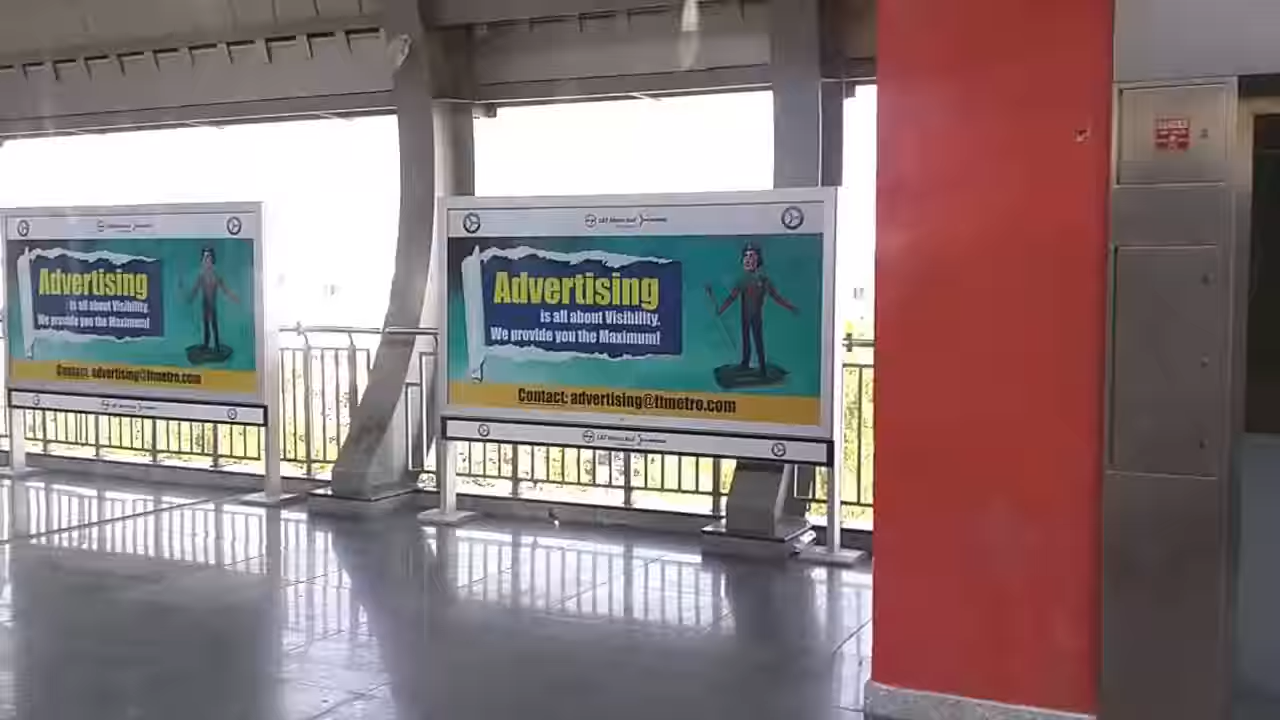 Advertising
is all about Visibility.
We provide you the Maximum!
Contact: advertising@ltmetro.com
Advertising
is all about Visibility.
We provide you the Maximum!
Contact: advertising@ltmetro.com